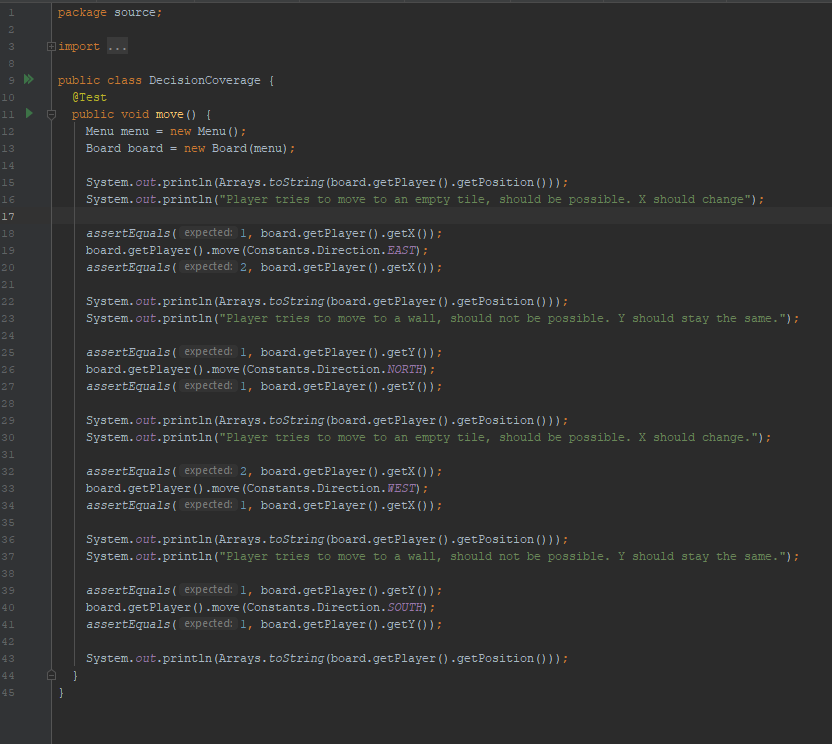 1 package source;
2
3 import ...
8
9 public class DecisionCoverage {
10 @Test
11 public void move() {
12 Menu menu = new Menu();
13 Board board = new Board(menu);
14
15 System.out.println(Arrays.toString(board.getPlayer().getPosition()));
16 System.out.println("Player tries to move to an empty tile, should be possible. X should change");
17
18 assertEquals( expected: 1, board.getPlayer().getX());
19 board.getPlayer().move(Constants.Direction.EAST);
20 assertEquals( expected: 2, board.getPlayer().getX());
21
22 System.out.println(Arrays.toString(board.getPlayer().getPosition()));
23 System.out.println("Player tries to move to a wall, should not be possible. Y should stay the same.");
24
25 assertEquals( expected: 1, board.getPlayer().getY());
26 board.getPlayer().move(Constants.Direction.NORTH);
27 assertEquals( expected: 1, board.getPlayer().getY());
28
29 System.out.println(Arrays.toString(board.getPlayer().getPosition()));
30 System.out.println("Player tries to move to an empty tile, should be possible. X should change.");
31
32 assertEquals( expected: 2, board.getPlayer().getX());
33 board.getPlayer().move(Constants.Direction.WEST);
34 assertEquals( expected: 1, board.getPlayer().getX());
35
36 System.out.println(Arrays.toString(board.getPlayer().getPosition()));
37 System.out.println("Player tries to move to a wall, should not be possible. Y should stay the same.");
38
39 assertEquals( expected: 1, board.getPlayer().getY());
40 board.getPlayer().move(Constants.Direction.SOUTH);
41 assertEquals( expected: 1, board.getPlayer().getY());
42
43 System.out.println(Arrays.toString(board.getPlayer().getPosition()));
44 }
45 }